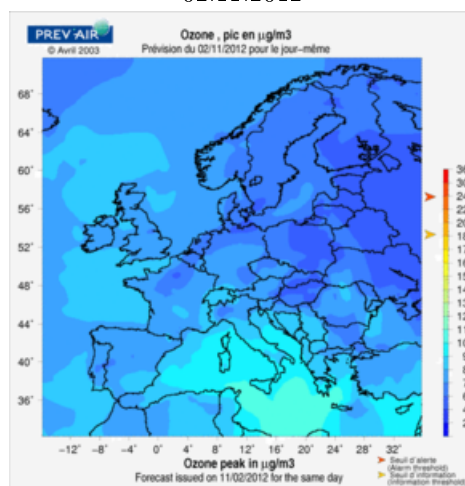 02.11.2012
PREV'AIR
© Avril 2003
Ozone , pic en µg/m3
Prévision du 02/11/2012 pour le jour-même
68°
64°
60°
56°
52°
48°
44°
40°
36°
-12° -8° -4° 0° 4° 8° 12° 16° 20° 24° 28° 32°
Seuil d'alerte
(Alarm threshold)
Seuil d'information
(Information threshold)
Ozone peak in µg/m3
Forecast issued on 11/02/2012 for the same day